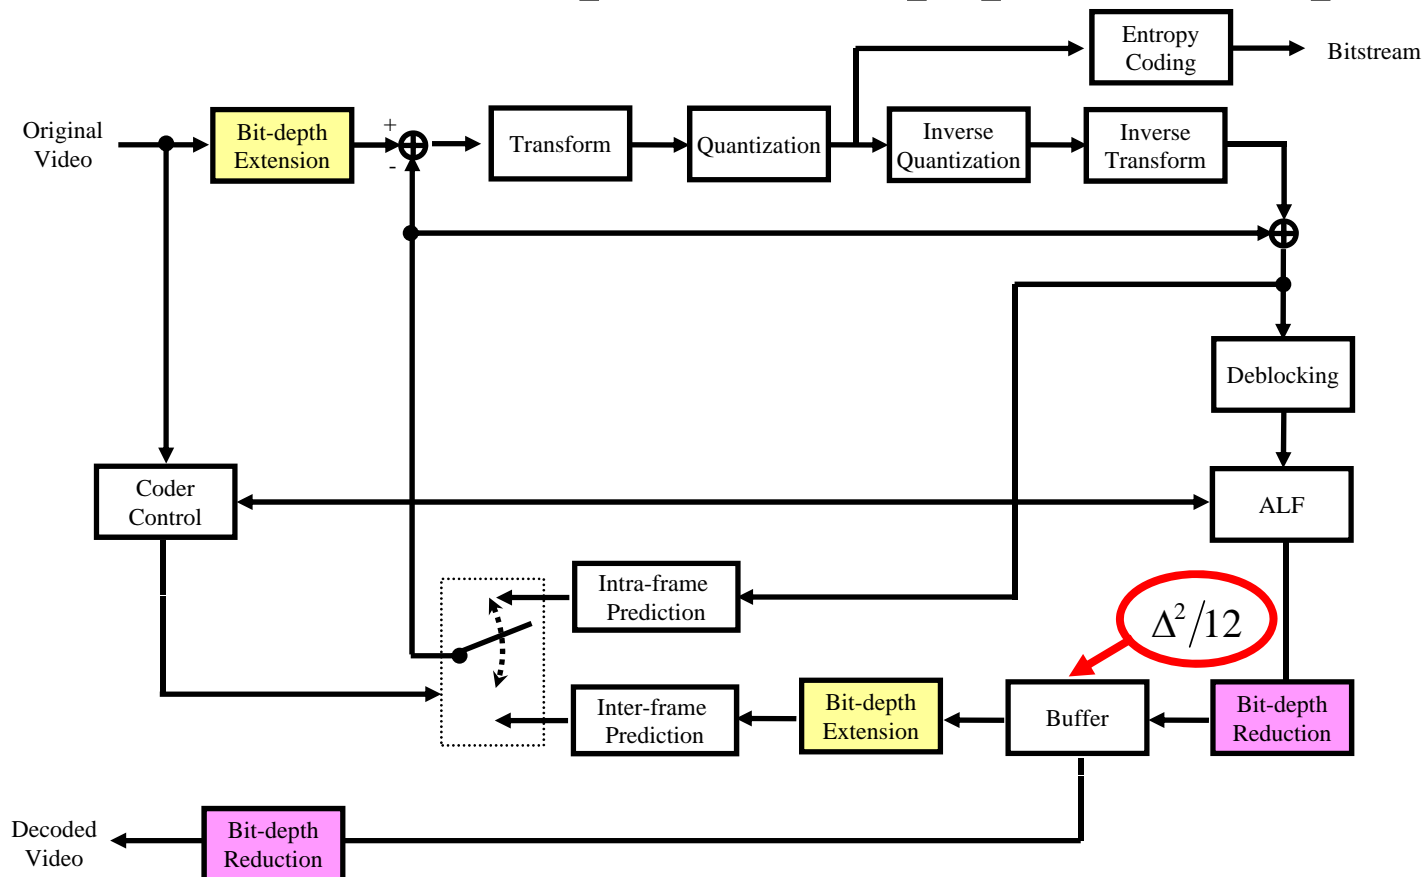 Entropy
Coding
Bitstream
Original
Video
Bit-depth
Extension
+
-
Transform
Quantization
Inverse
Quantization
Inverse
Transform
Deblocking
Coder
Control
ALF
Intra-frame
Prediction
Δ²/12
Inter-frame
Prediction
Bit-depth
Extension
Buffer
Bit-depth
Reduction
Decoded
Video
Bit-depth
Reduction